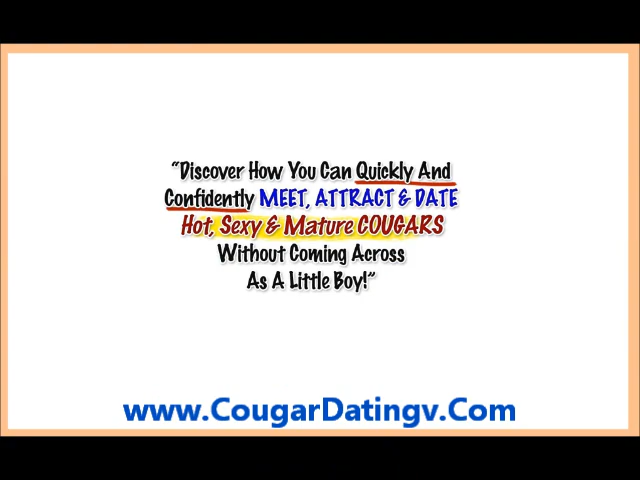 “Discover How You Can Quickly And
Confidently MEET, ATTRACT & DATE
Hot, Sexy & Mature COUGARS
Without Coming Across
As A Little Boy!”
www.CougarDatingv.Com